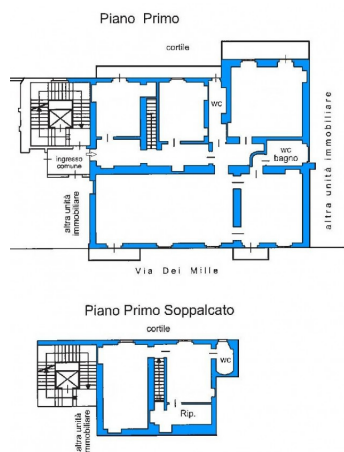 Piano Primo
cortile
wc
ingresso
comune
wc
bagno
altra unità immobiliare
altra unità
immobiliare
Via Dei Mille
Piano Primo Soppalcato
cortile
wc
Rip.
altra unità
immobiliare